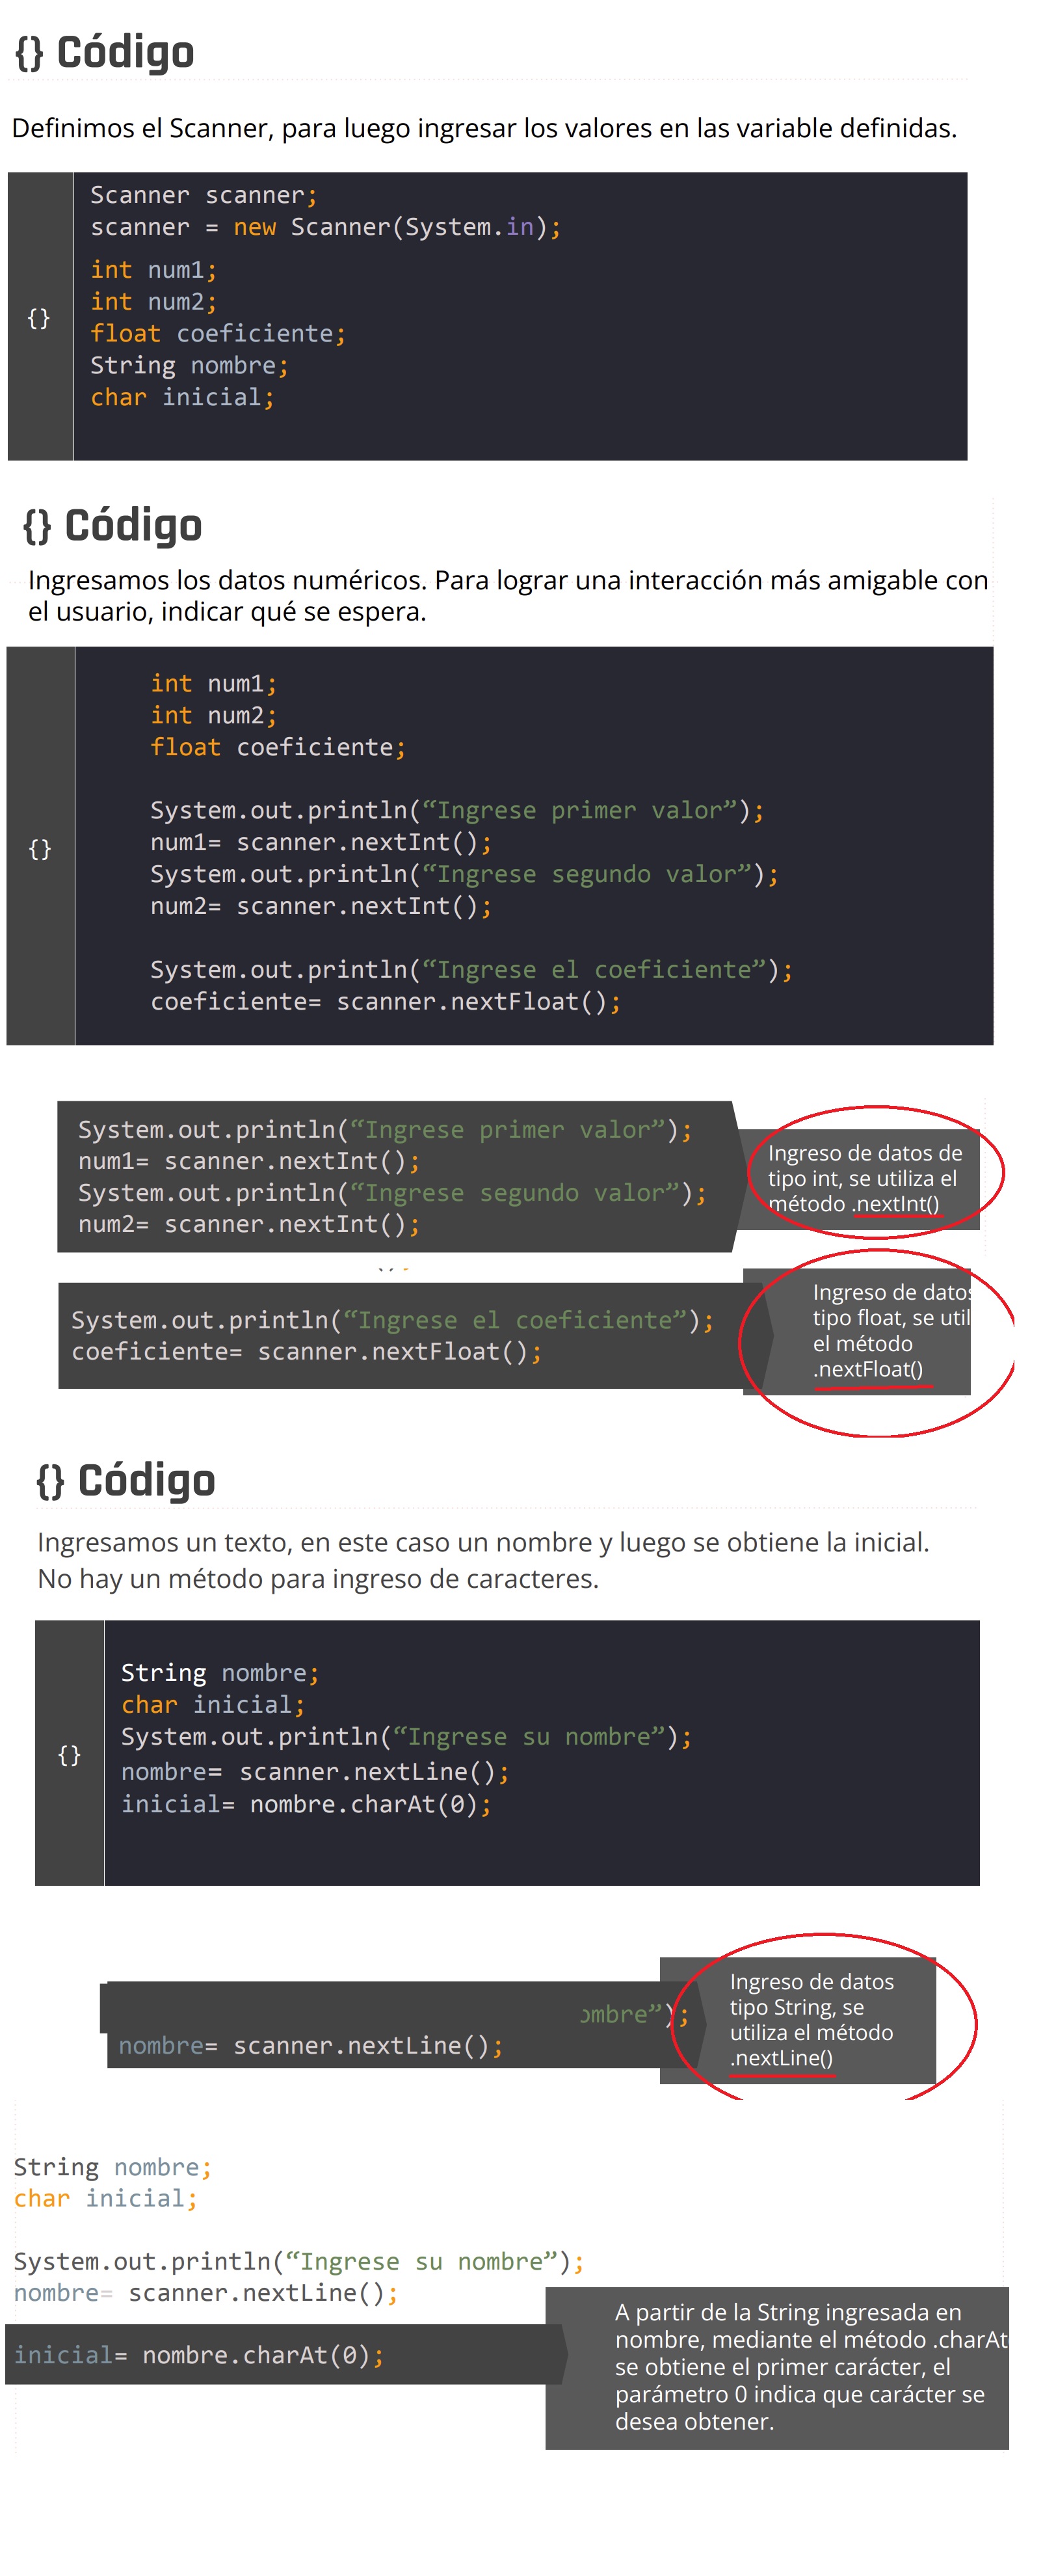 {} Código
Definimos el Scanner, para luego ingresar los valores en las variable definidas.
Scanner scanner;
scanner = new Scanner(System.in);
int num1;
int num2;
{}
float coeficiente;
String nombre;
char inicial;
{} Código
Ingresamos los datos numéricos. Para lograr una interacción más amigable con
el usuario, indicar qué se espera.
int num1;
int num2;
float coeficiente;
System.out.println(“Ingrese primer valor”);
{}
num1= scanner.nextInt();
System.out.println(“Ingrese segundo valor”);
num2= scanner.nextInt();
System.out.println(“Ingrese el coeficiente”);
coeficiente= scanner.nextFloat();
System.out.println(“Ingrese primer valor”);
num1= scanner.nextInt();
System.out.println(“Ingrese segundo valor”);
num2= scanner.nextInt();
Ingreso de datos de
tipo int, se utiliza el
método .nextInt()
System.out.println(“Ingrese el coeficiente”);
coeficiente= scanner.nextFloat();
Ingreso de datos
tipo float, se util
el método
.nextFloat()
{} Código
Ingresamos un texto, en este caso un nombre y luego se obtiene la inicial.
No hay un método para ingreso de caracteres.
String nombre;
char inicial;
System.out.println(“Ingrese su nombre”);
{}
nombre= scanner.nextLine();
inicial= nombre.charAt(0);
ombre”);
nombre= scanner.nextLine();
Ingreso de datos
tipo String, se
utiliza el método
.nextLine()
String nombre;
char inicial;
System.out.println(“Ingrese su nombre”);
nombre= scanner.nextLine();
inicial= nombre.charAt(0);
A partir de la String ingresada en
nombre, mediante el método .charAt
se obtiene el primer carácter, el
parámetro 0 indica que carácter se
desea obtener.